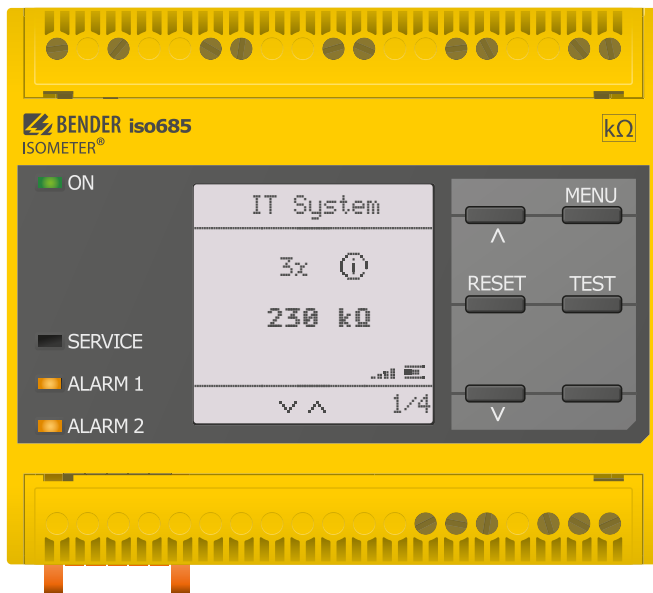 BENDER iso685
ISOMETER®
kΩ
ON
SERVICE
ALARM 1
ALARM 2
IT System
3x
230 kΩ
1/4
MENU
RESET
TEST